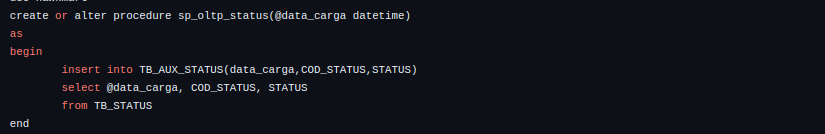 create or alter procedure sp_oltp_status(@data_carga datetime)
as
begin
insert into TB_AUX_STATUS(data_carga,COD_STATUS,STATUS)
select @data_carga, COD_STATUS, STATUS
from TB_STATUS
end